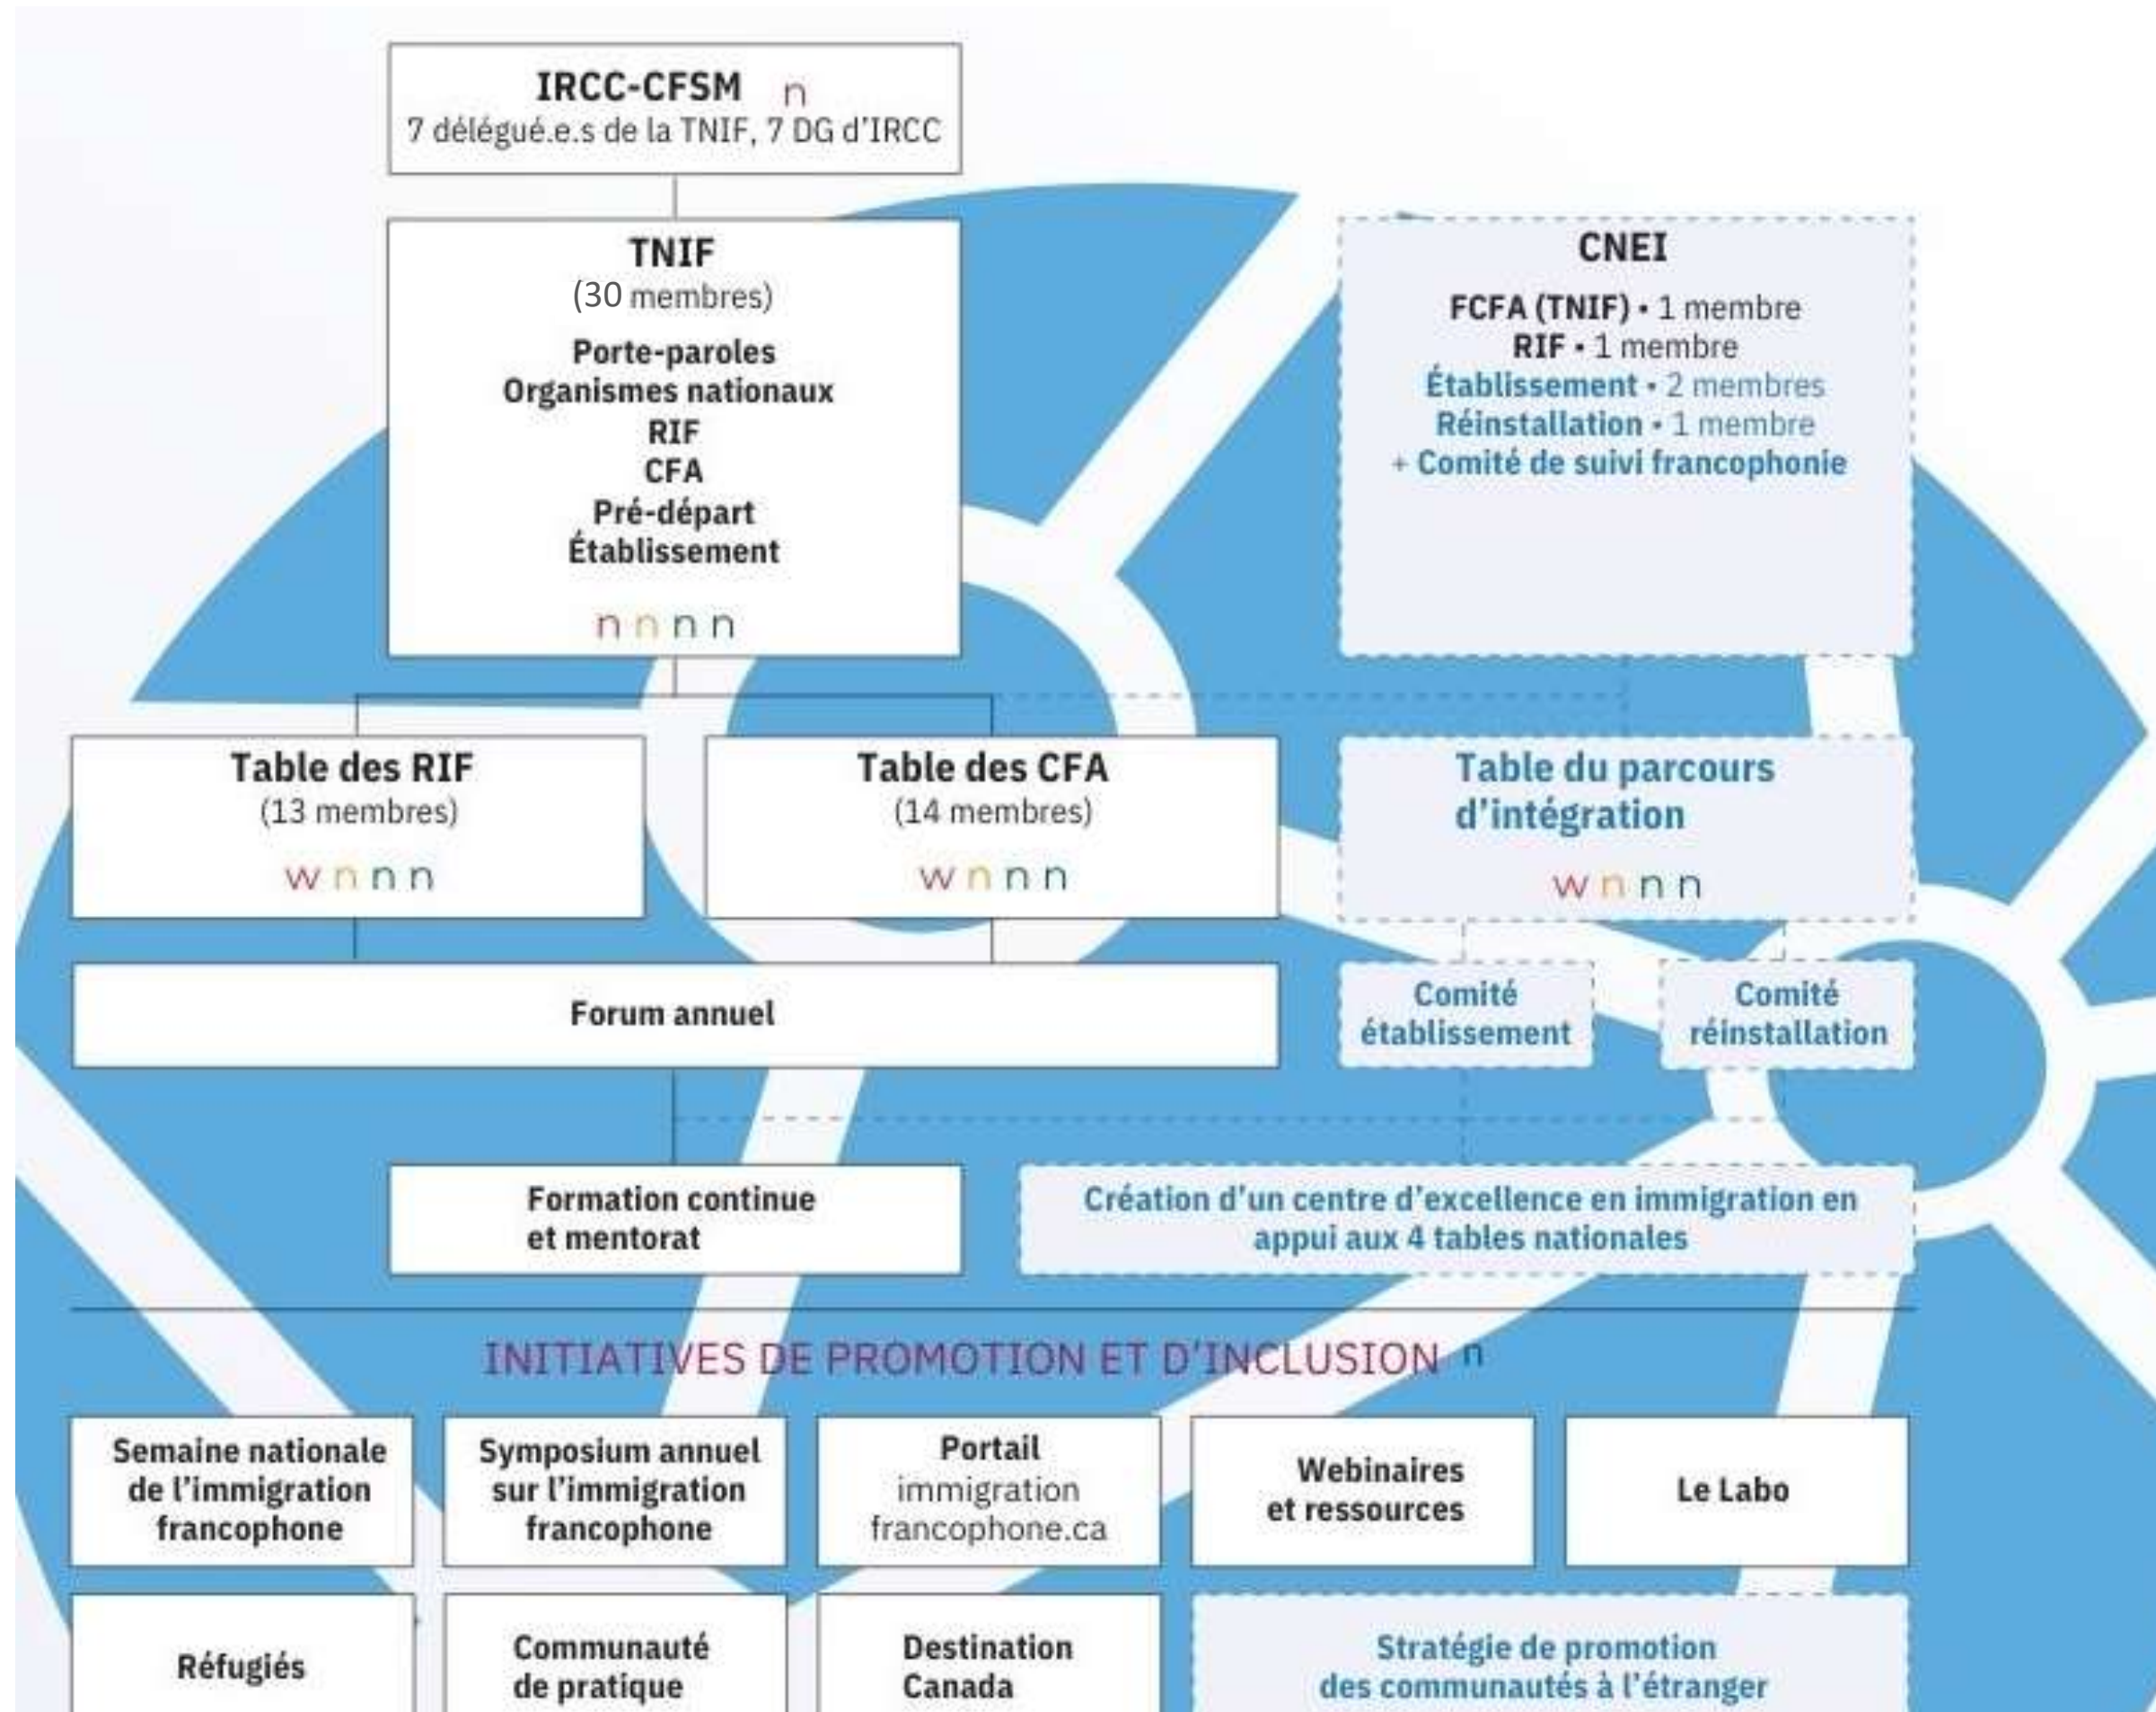 IRCC-CFSM n
7 délégué.e.s de la TNIF, 7 DG d'IRCC
TNIF
(30 membres)
Porte-paroles
Organismes nationaux
RIF
CFA
Pré-départ
Établissement
n n n n
CNEI
FCFA (TNIF) • 1 membre
RIF • 1 membre
Établissement • 2 membres
Réinstallation • 1 membre
+ Comité de suivi francophonie
Table des RIF
(13 membres)
w n n n
Table des CFA
(14 membres)
w n n n
Table du parcours
d'intégration
w n n n
Forum annuel
Comité
établissement
Comité
réinstallation
Formation continue
et mentorat
Création d'un centre d'excellence en immigration en
appui aux 4 tables nationales
INITIATIVES DE PROMOTION ET D'INCLUSION n
Semaine nationale
de l'immigration
francophone
Symposium annuel
sur l'immigration
francophone
Portail
immigration
francophone.ca
Webinaires
et ressources
Le Labo
Réfugiés
Communauté
de pratique
Destination
Canada
Stratégie de promotion
des communautés à l'étranger